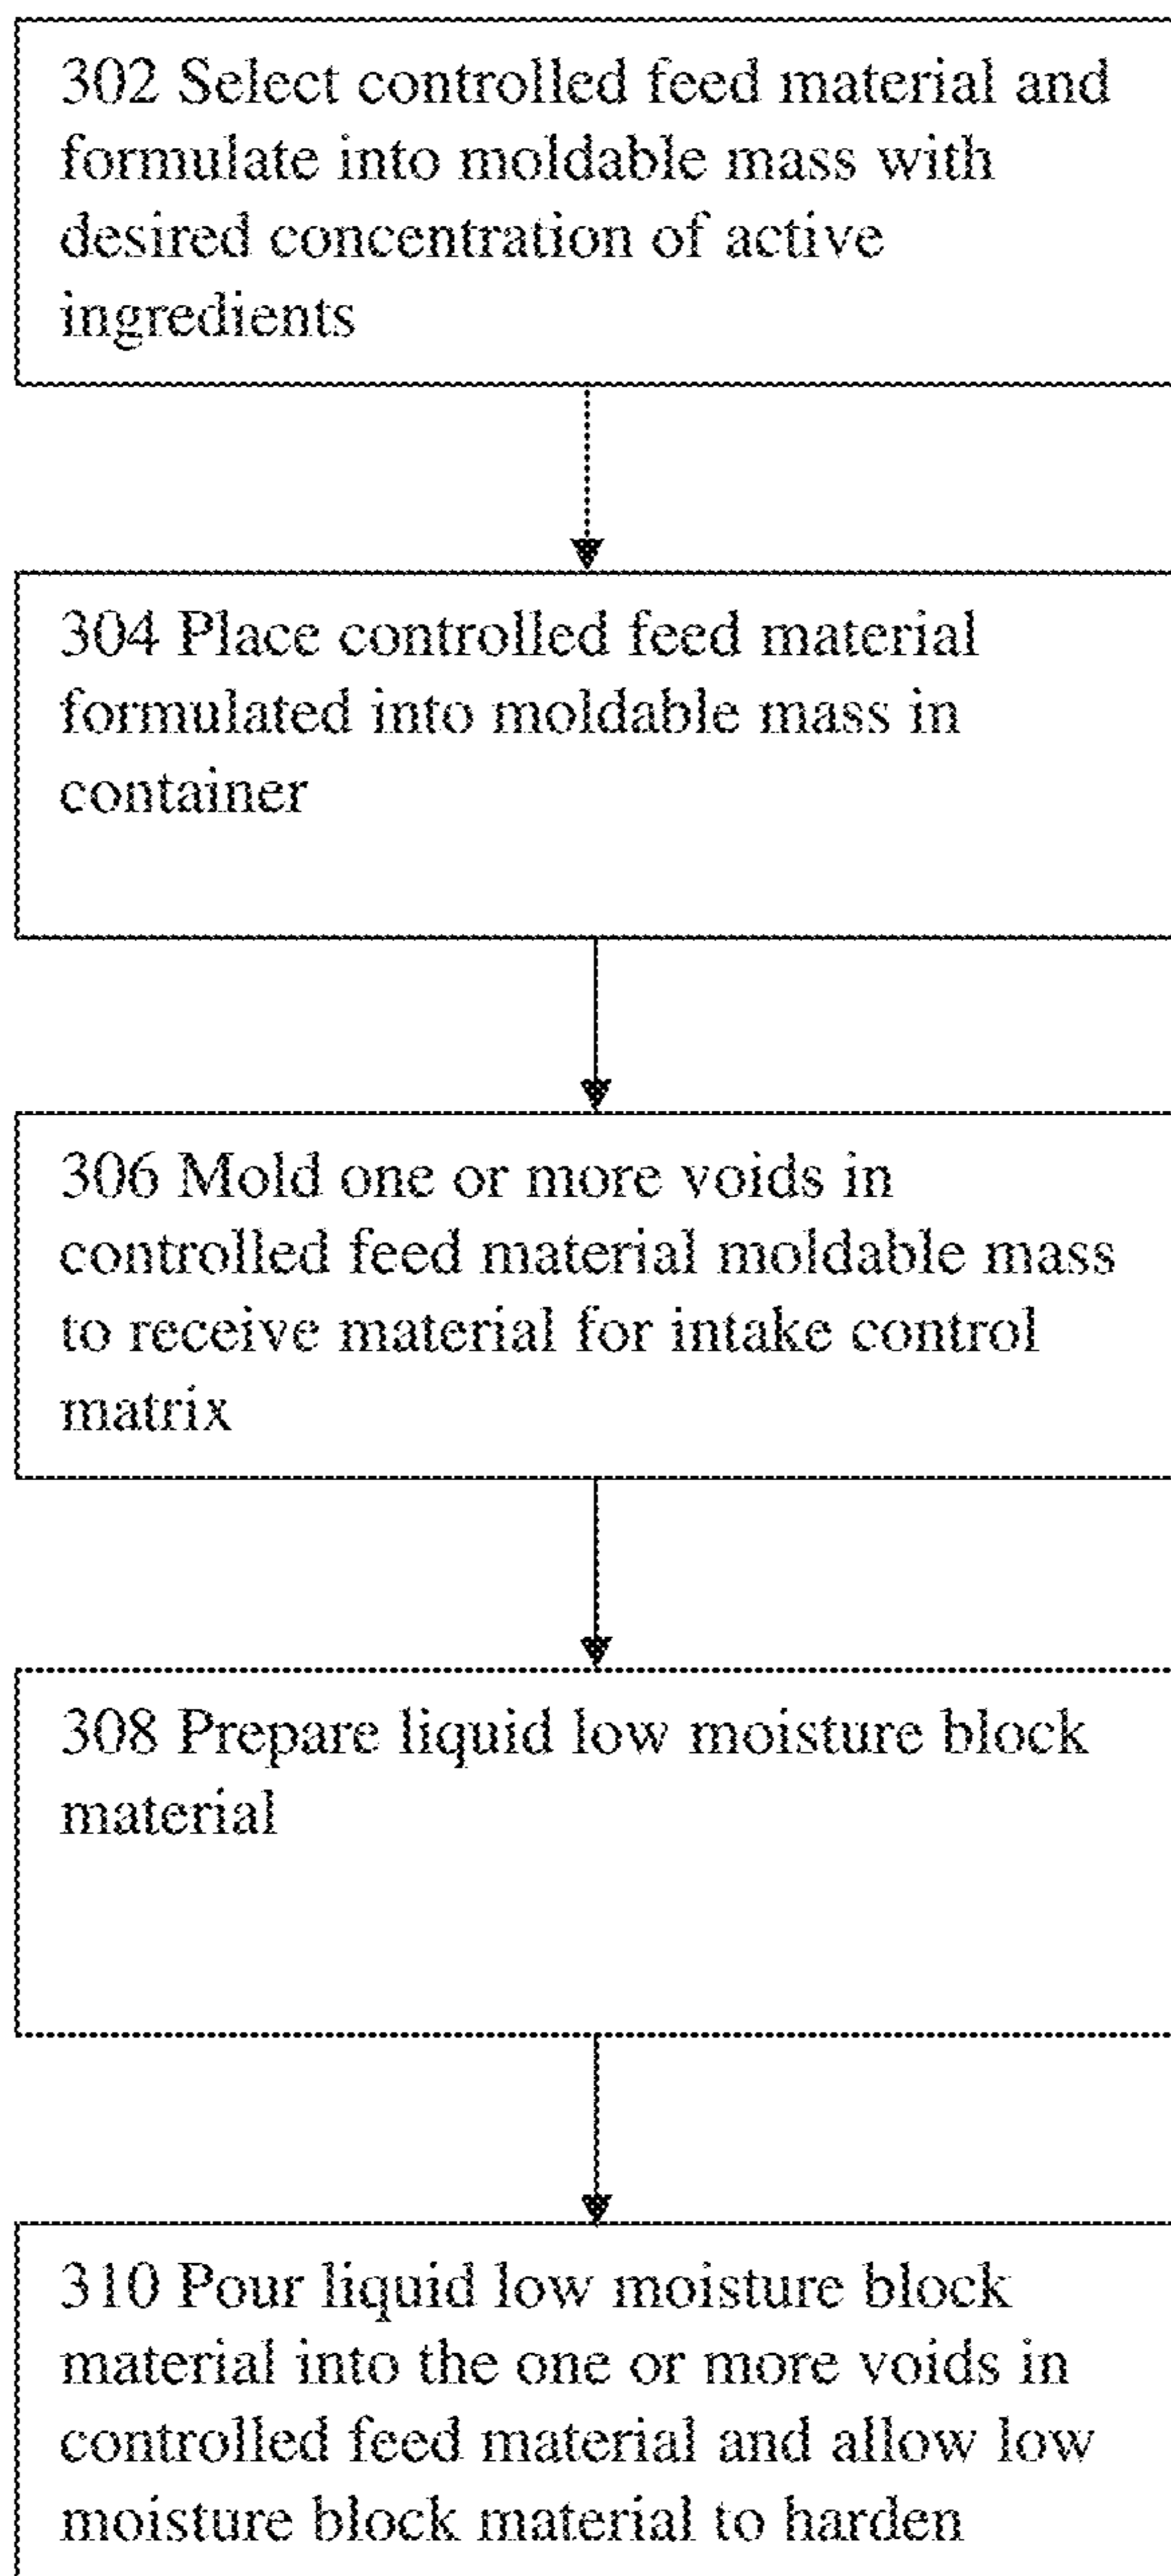 302 Select controlled feed material and
formulate into moldable mass with
desired concentration of active
ingredients
304 Place controlled feed material
formulated into moldable mass in
container
306 Mold one or more voids in
controlled feed material moldable mass
to receive material for intake control
matrix
308 Prepare liquid low moisture block
material
310 Pour liquid low moisture block
material into the one or more voids in
controlled feed material and allow low
moisture block material to harden